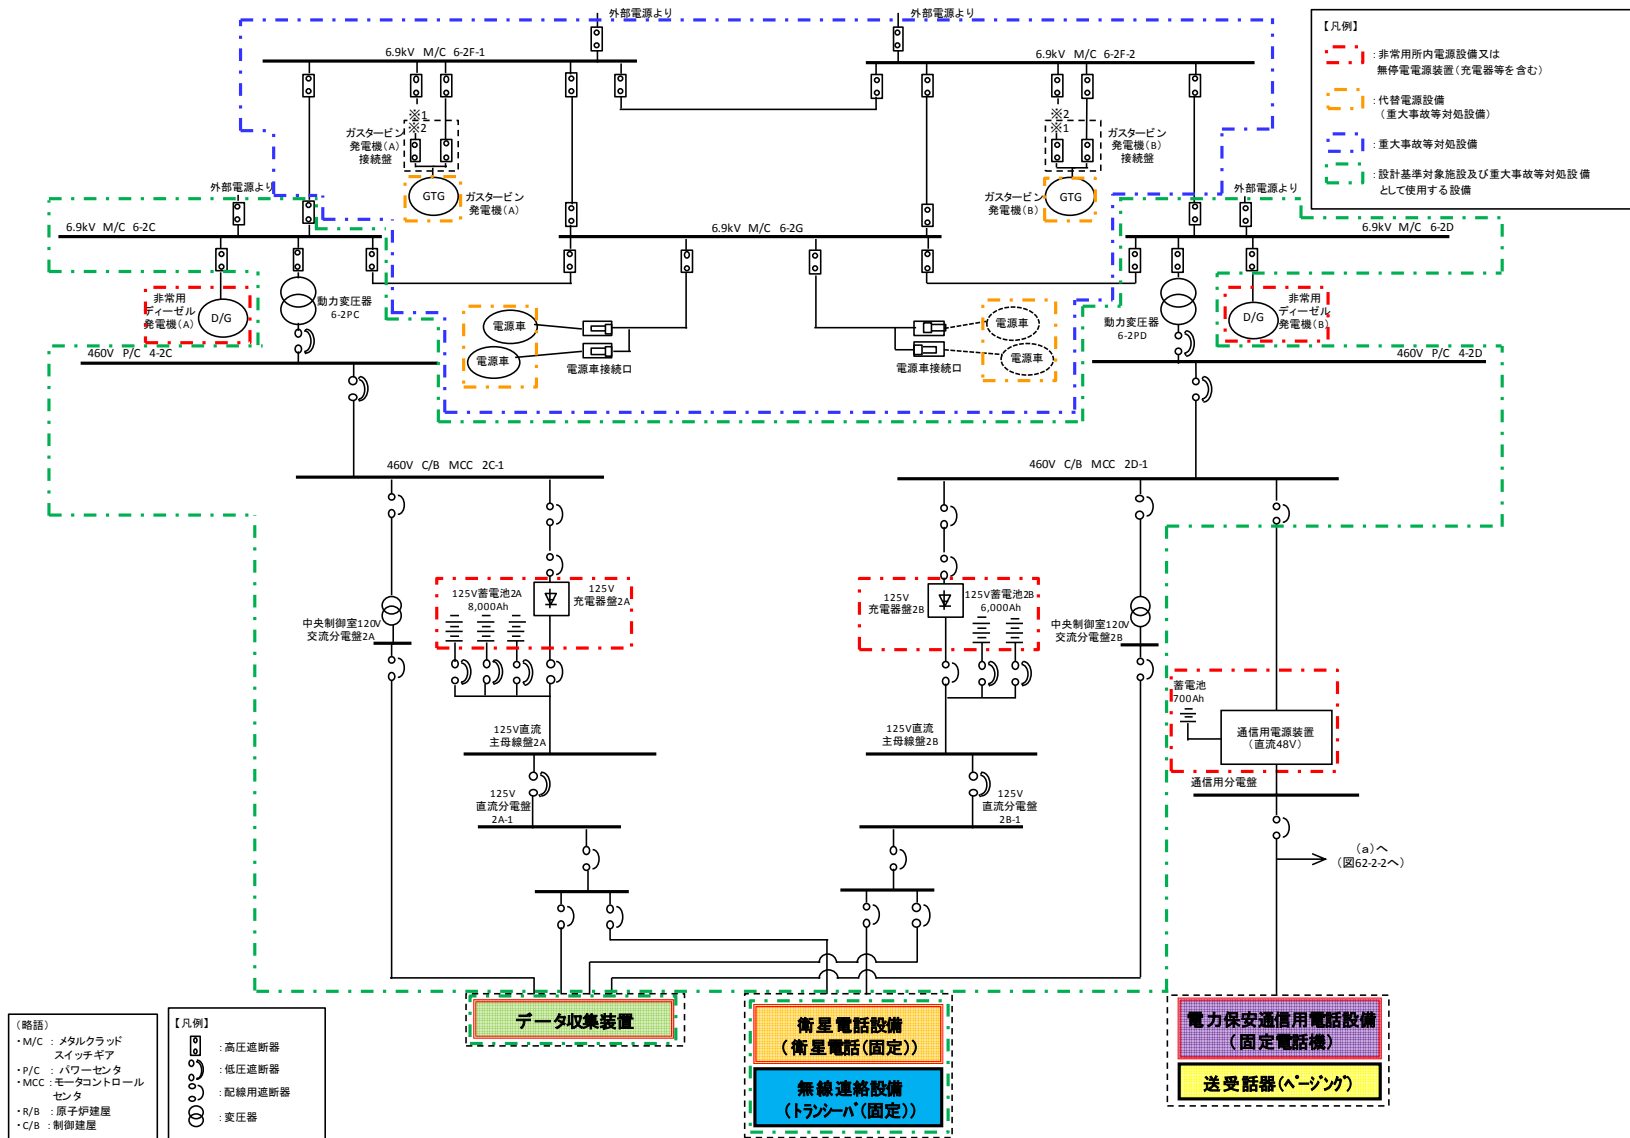 外部電源より
外部電源より
6.9kV M/C 6-2F-1
6.9kV M/C 6-2F-2
【凡例】
：非常用所内電源設備又は
無停電電源装置(充電器等を含む)
：代替電源設備
(重大事故等対処設備)
：重大事故等対処設備
：設計基準対象施設及び重大事故等対処設備
として使用する設備
※1
※2
ガスタービン
発電機(A)
接続盤
GTG
ガスタービン
発電機(A)
※2
※1
ガスタービン
発電機(B)
接続盤
ガスタービン
発電機(B)
GTG
外部電源より
外部電源より
6.9kV M/C 6-2C
6.9kV M/C 6-2G
6.9kV M/C 6-2D
非常用
ディーゼル
発電機(A)
D/G
動力変圧器
6-2PC
電源車
電源車
電源車接続口
電源車
電源車
電源車接続口
動力変圧器
6-2PD
D/G
非常用
ディーゼル
発電機(B)
460V P/C 4-2C
460V P/C 4-2D
460V C/B MCC 2C-1
460V C/B MCC 2D-1
125V蓄電池2A
8,000Ah
125V
充電器盤2A
125V
充電器盤2B
125V蓄電池2B
6,000Ah
中央制御室120V
交流分電盤2A
中央制御室120V
交流分電盤2B
蓄電池
700Ah
通信用電源装置
(直流48V)
通信用分電盤
125V直流
主母線盤2A
125V直流
主母線盤2B
125V
直流分電盤
2A-1
125V
直流分電盤
2B-1
(a)へ
(図62-2-2へ)
データ収集装置
衛星電話設備
(衛星電話(固定))
無線連絡設備
(トランシーバ(固定))
電力保安通信用電話設備
(固定電話機)
送受話器(ページング)
(略語)
・M/C ：メタルクラッド
スイッチギア
・P/C ：パワーセンタ
・MCC：モータコントロール
センタ
・R/B ：原子炉建屋
・C/B ：制御建屋
【凡例】
：高圧遮断器
：低圧遮断器
：配線用遮断器
：変圧器